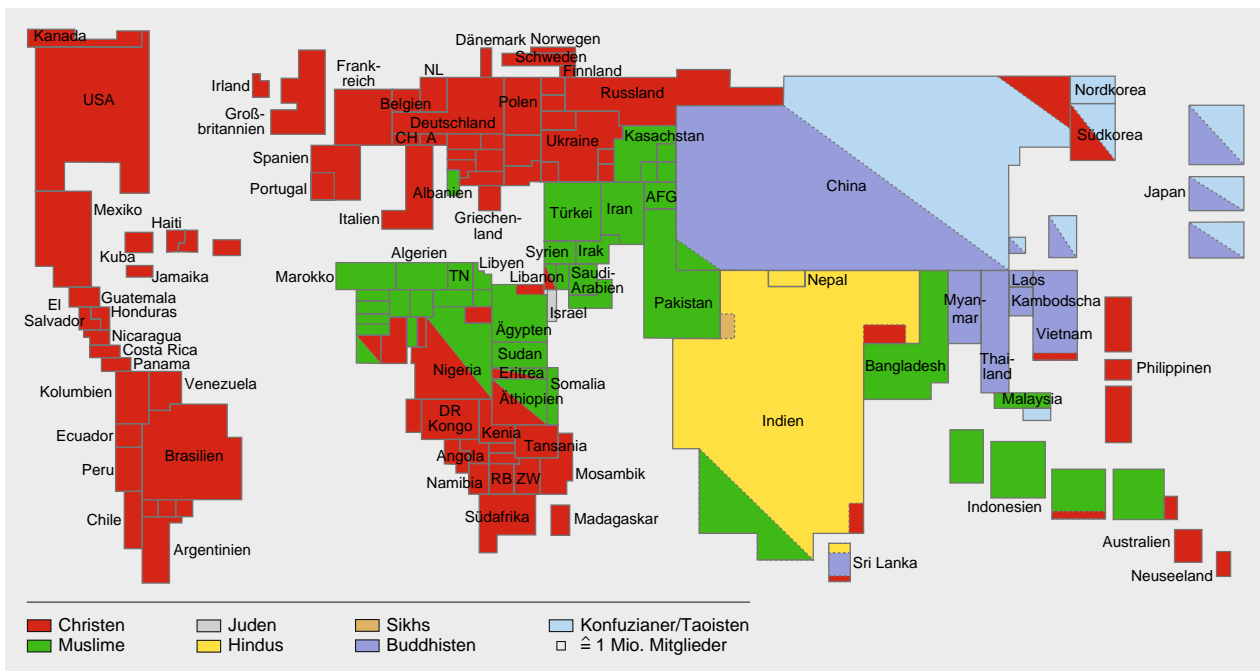 Kanada
USA
Mexiko
Haiti
Kuba
Jamaika
Guatemala
El
Salvador
Honduras
Nicaragua
Costa Rica
Panama
Kolumbien
Venezuela
Ecuador
Peru
Brasilien
Chile
Argentinien
Irland
Groß-
britannien
Frank-
reich
NL
Belgien
Deutschland
CH
A
Dänemark
Norwegen
Schweden
Finnland
Polen
Russland
Ukraine
Kasachstan
Spanien
Portugal
Italien
Albanien
Griechen-
land
Türkei
Iran
AFG
Syrien
Irak
Saudi-
Arabien
Libanon
Israel
Pakistan
Algerien
Marokko
TN
Libyen
Ägypten
Sudan
Eritrea
Somalia
Äthiopien
Nigeria
DR
Kongo
Kenia
Tansania
Angola
Namibia
RB
ZW
Mosambik
Südafrika
Madagaskar
China
Nordkorea
Südkorea
Japan
Nepal
Indien
Bangladesh
Sri Lanka
Myan-
mar
Laos
Kambodscha
Vietnam
Thai-
land
Malaysia
Philippinen
Indonesien
Australien
Neuseeland
Christen
Juden
Sikhs
Konfuzianer/Taoisten
Muslime
Hindus
Buddhisten
≙ 1 Mio. Mitglieder